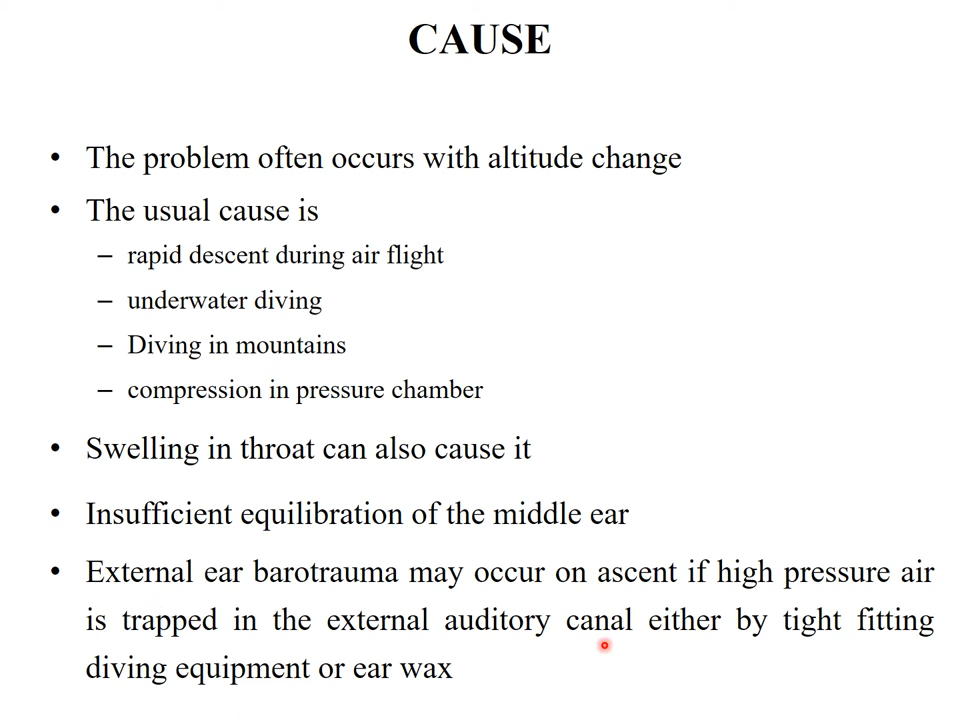 CAUSE
• The problem often occurs with altitude change
• The usual cause is
– rapid descent during air flight
– underwater diving
– Diving in mountains
– compression in pressure chamber
• Swelling in throat can also cause it
• Insufficient equilibration of the middle ear
• External ear barotrauma may occur on ascent if high pressure air
is trapped in the external auditory canal either by tight fitting
diving equipment or ear wax